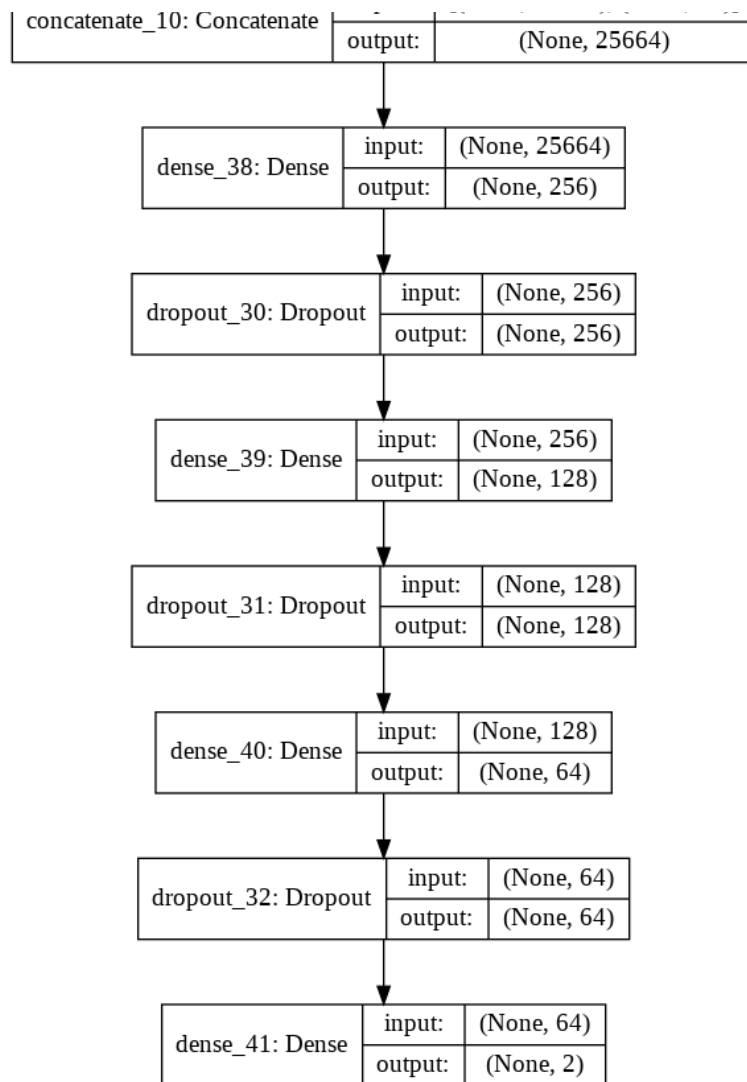 concatenate_10: Concatenate
output: (None, 25664)
dense_38: Dense
input: (None, 25664)
output: (None, 256)
dropout_30: Dropout
input: (None, 256)
output: (None, 256)
dense_39: Dense
input: (None, 256)
output: (None, 128)
dropout_31: Dropout
input: (None, 128)
output: (None, 128)
dense_40: Dense
input: (None, 128)
output: (None, 64)
dropout_32: Dropout
input: (None, 64)
output: (None, 64)
dense_41: Dense
input: (None, 64)
output: (None, 2)